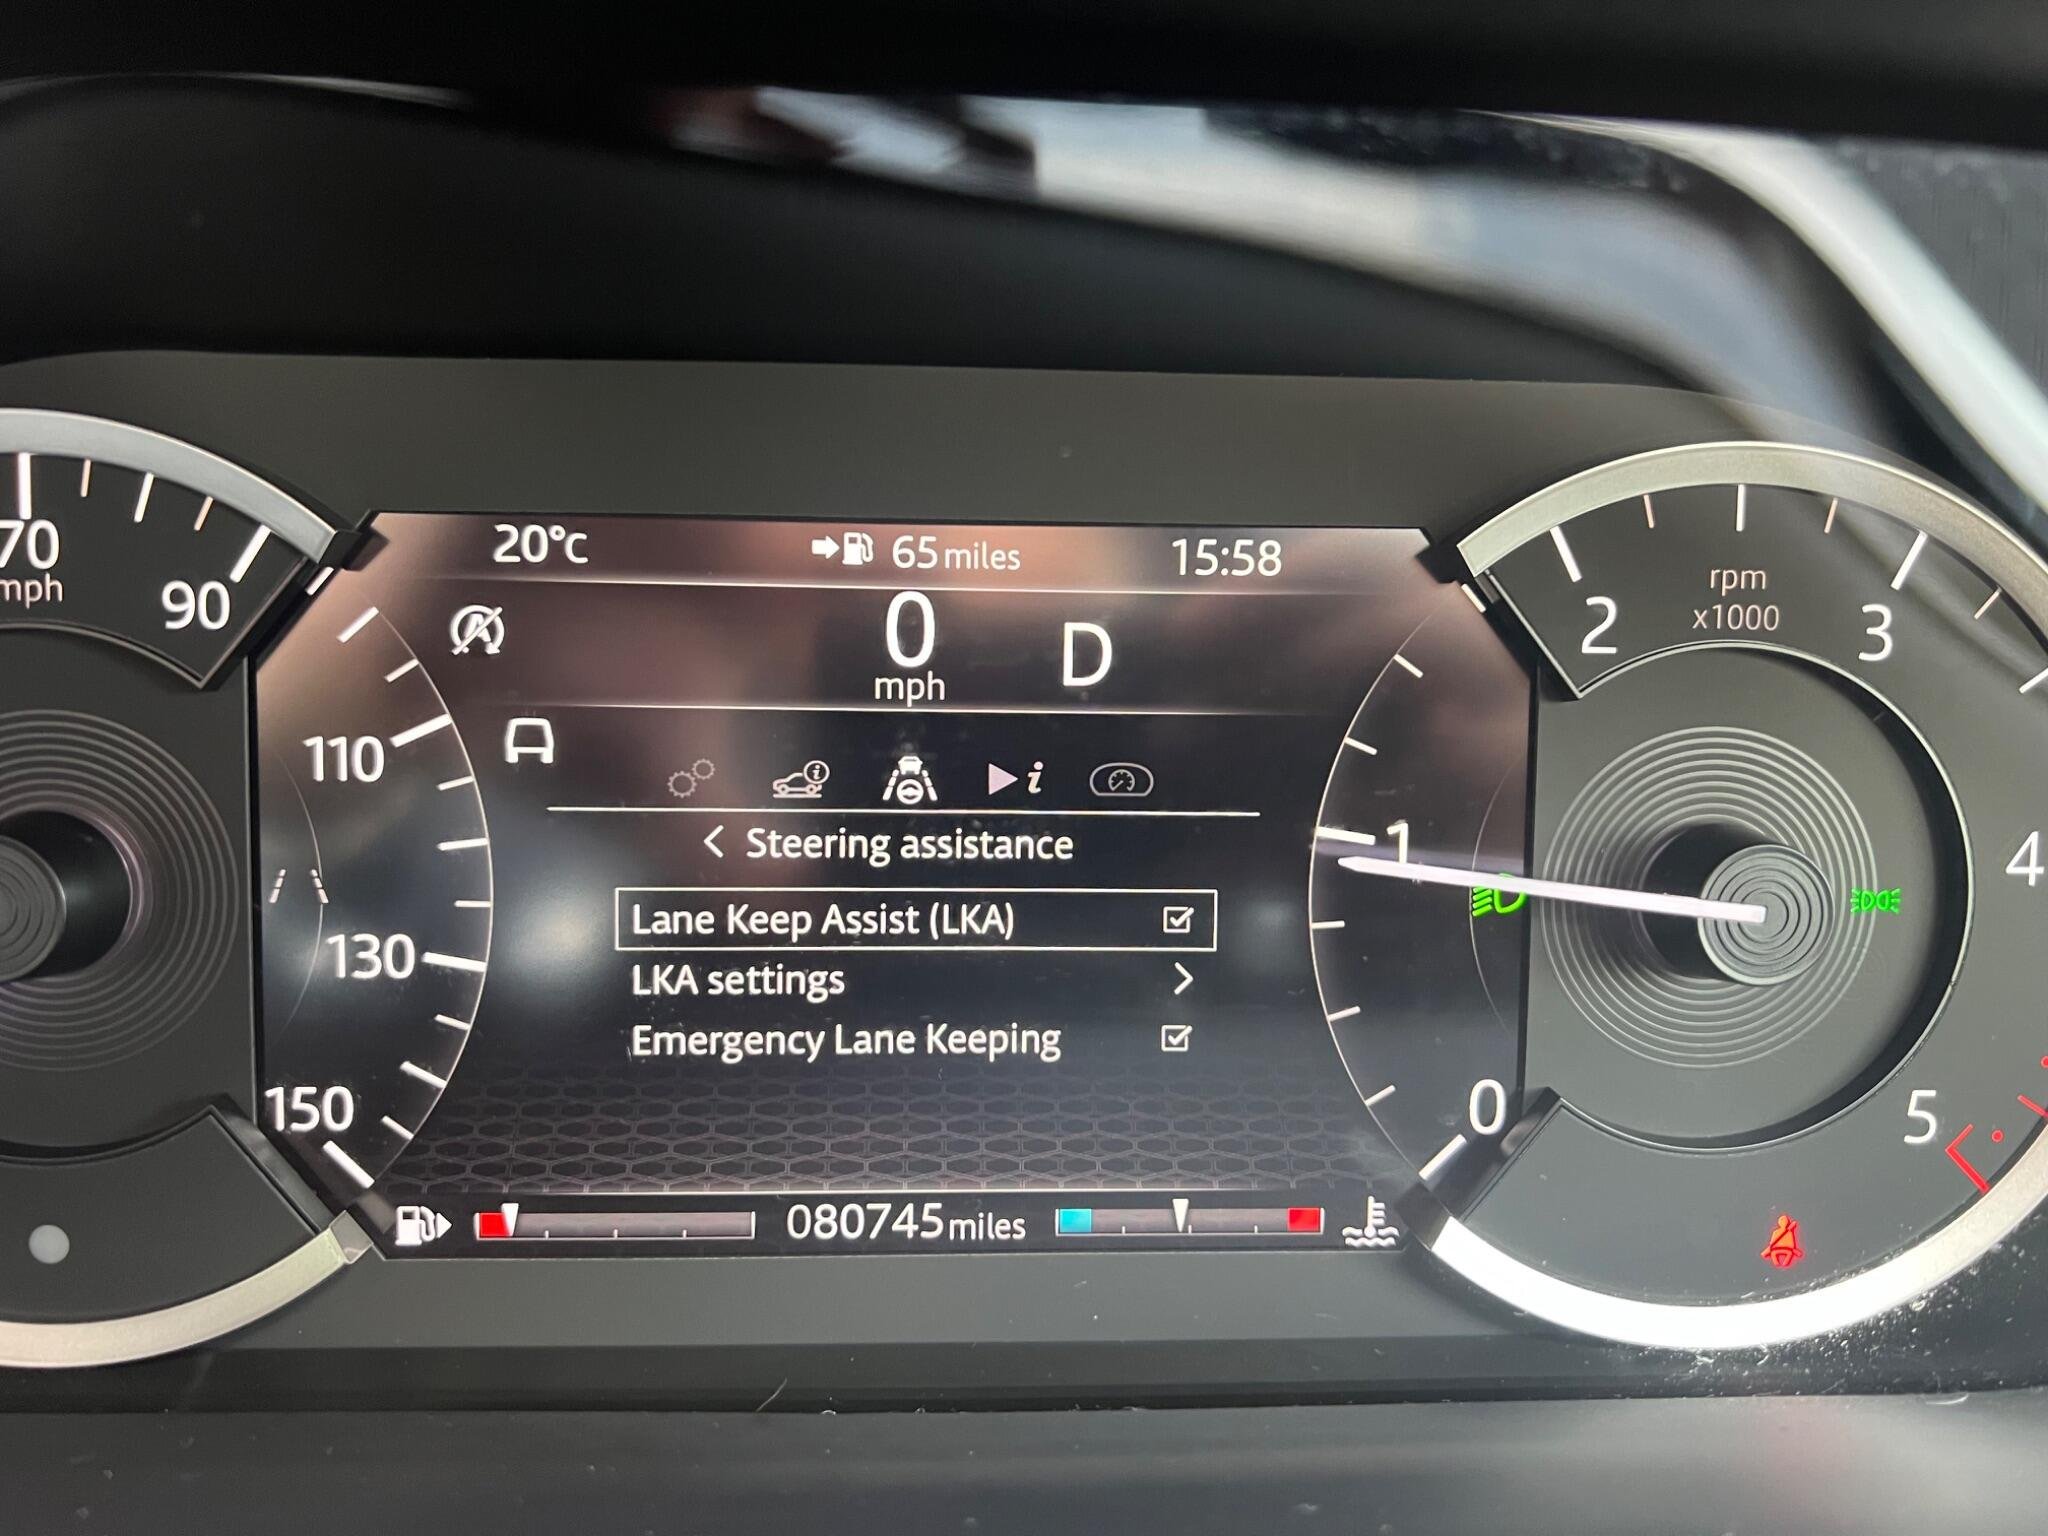 20°C
65 miles
15:58
0
mph
D
Steering assistance
Lane Keep Assist (LKA)
LKA settings
Emergency Lane Keeping
080745 miles
70
mph
90
110
130
150
rpm
x1000
0
1
2
3
4
5